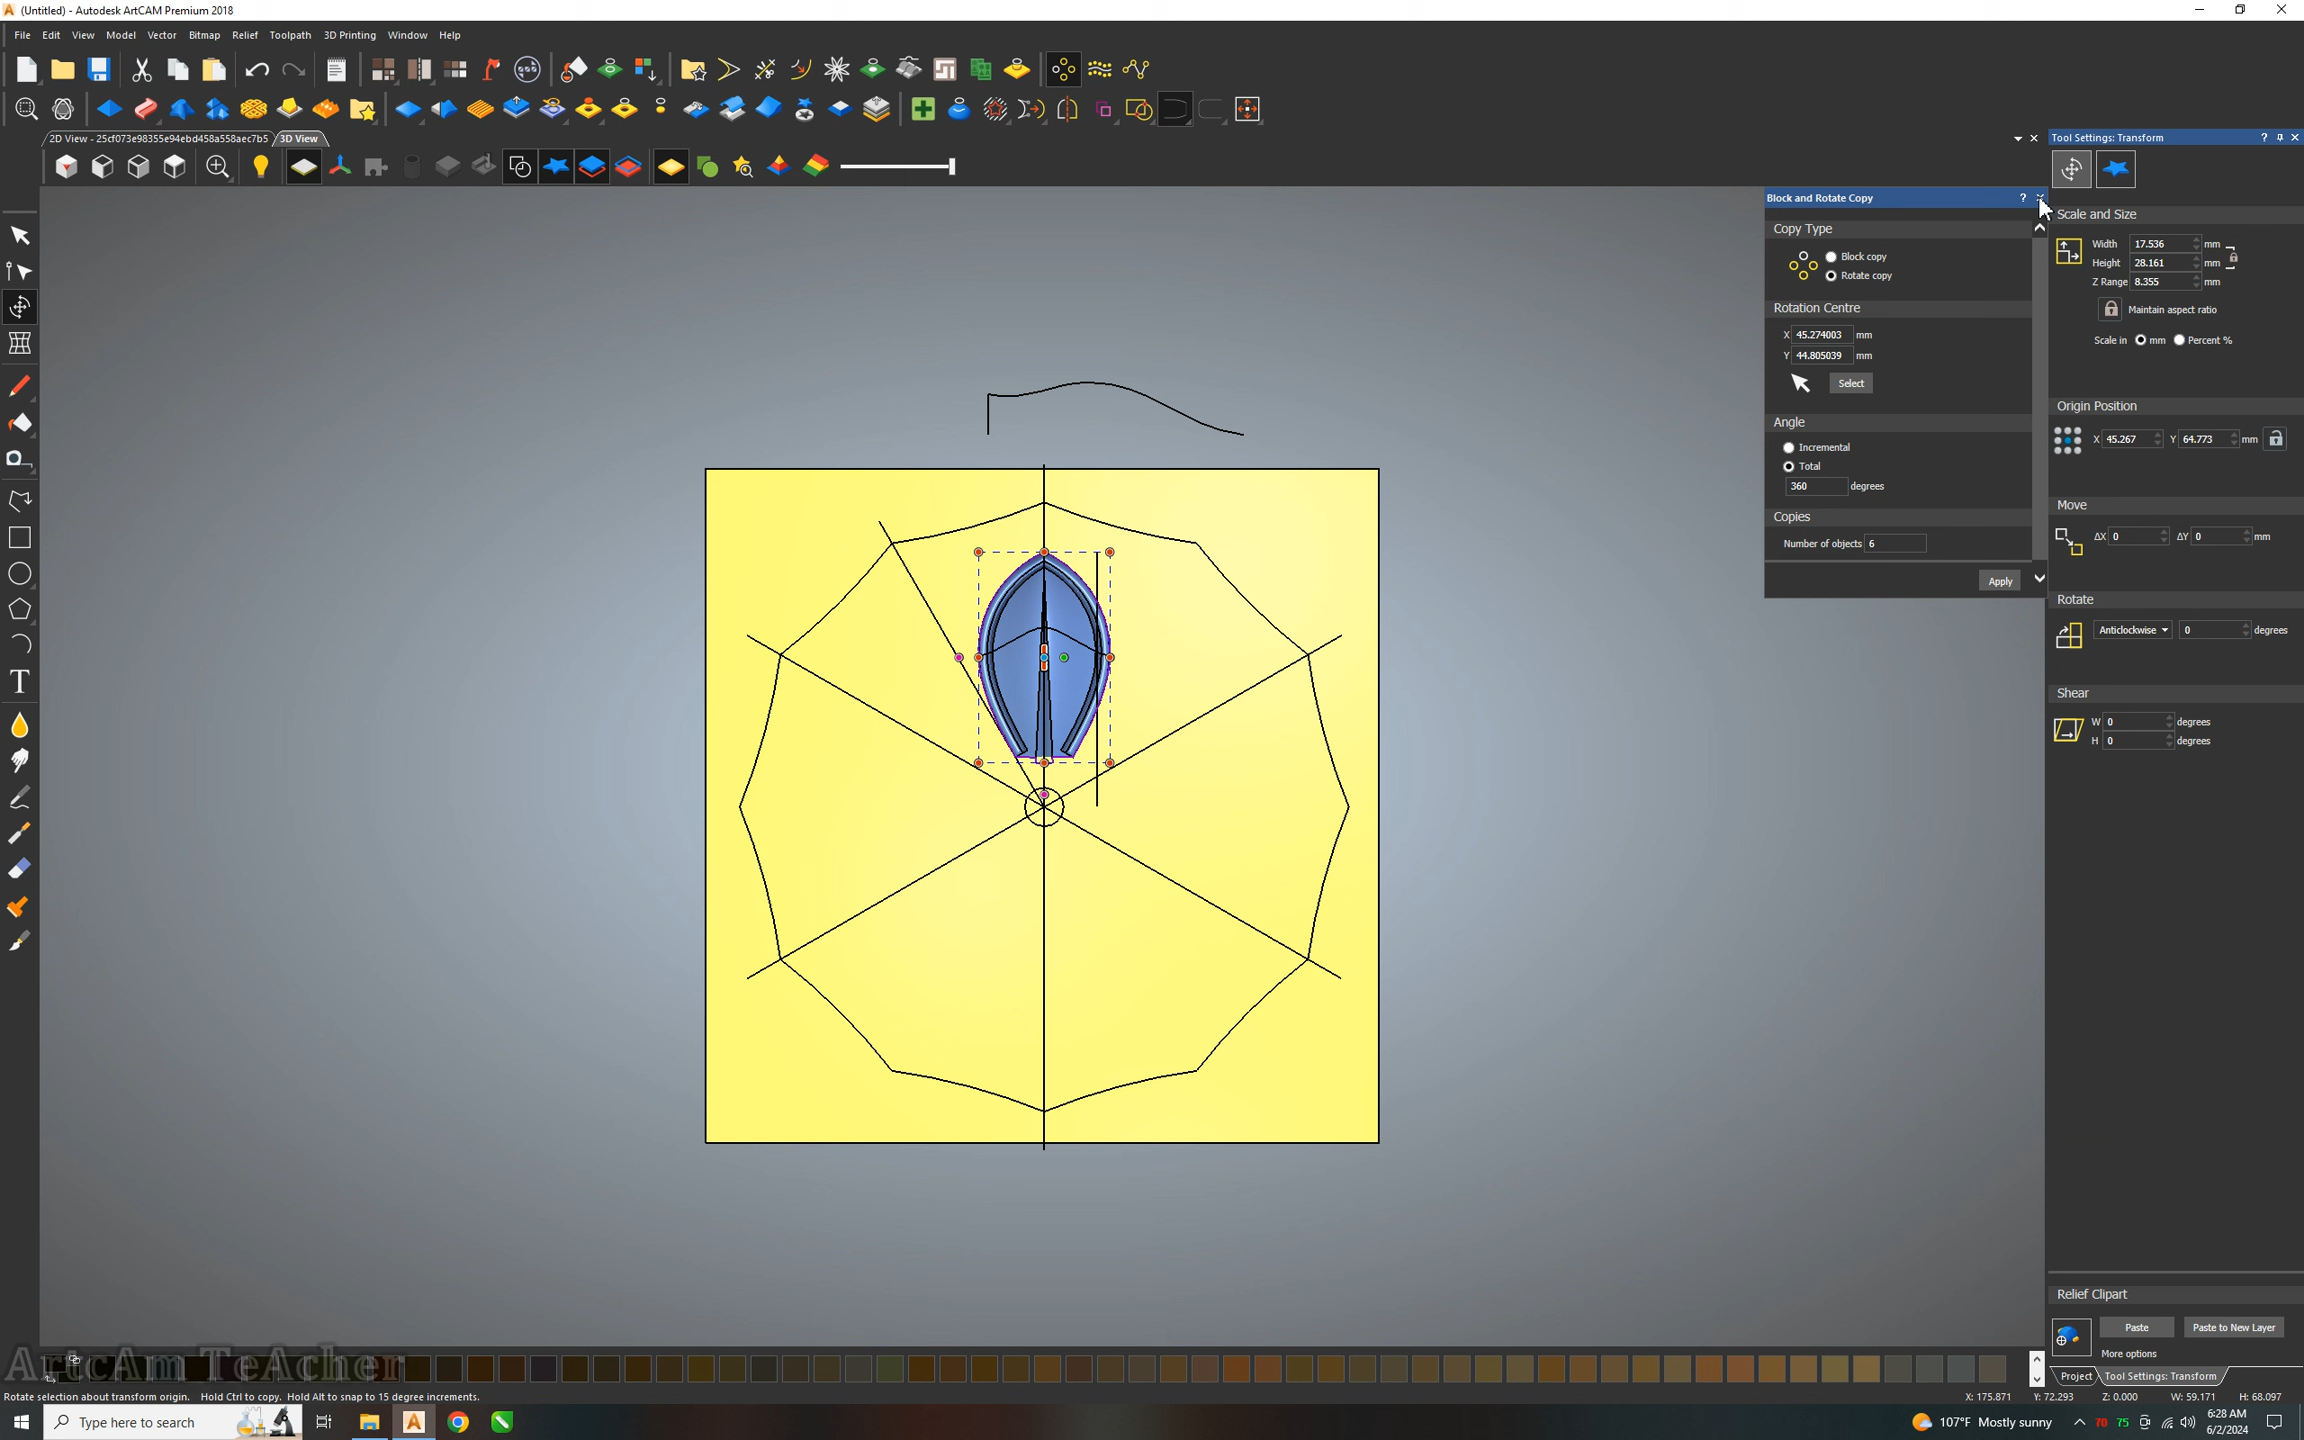 (Untitled) - Autodesk ArtCAM Premium 2018
File Edit View Model Vector Bitmap Relief Toolpath 3D Printing Window Help
2D View - 25cf073e98355e94ebd458a558aec7b5 3D View
Tool Settings: Transform
Block and Rotate Copy
Copy Type
Block copy
Rotate copy
Rotation Centre
X 45.274003 mm
Y 44.805039 mm
Select
Angle
Incremental
Total
360 degrees
Copies
Number of objects 6
Apply
Scale and Size
Width 17.536 mm
Height 28.161 mm
Z Range 8.355 mm
Maintain aspect ratio
Scale in mm Percent %
Origin Position
X 45.267 Y 64.773 mm
Move
ΔX 0 ΔY 0 mm
Rotate
Anticlockwise 0 degrees
Shear
W 0 degrees
H 0 degrees
Relief Clipart
Paste Paste to New Layer
More options
Project Tool Settings: Transform
ArtcAm TeAcher
Rotate selection about transform origin. Hold Ctrl to copy. Hold Alt to snap to 15 degree increments.
X: 175.871 Y: 72.293 Z: 0.000 W: 59.171 H: 68.097
Type here to search
107°F Mostly sunny
70 75
6:28 AM
6/2/2024